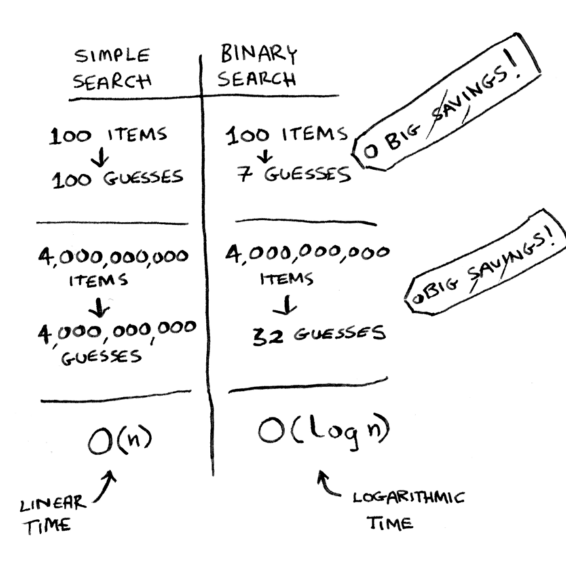 SIMPLE
SEARCH
BINARY
SEARCH
100 ITEMS
100 GUESSES
100 ITEMS
7 GUESSES
BIG SAVINGS!
4,000,000,000
ITEMS
4,000,000,000
GUESSES
4,000,000,000
ITEMS
32 GUESSES
BIG SAVINGS!
O(n)
O(log n)
LINEAR
TIME
LOGARITHMIC
TIME